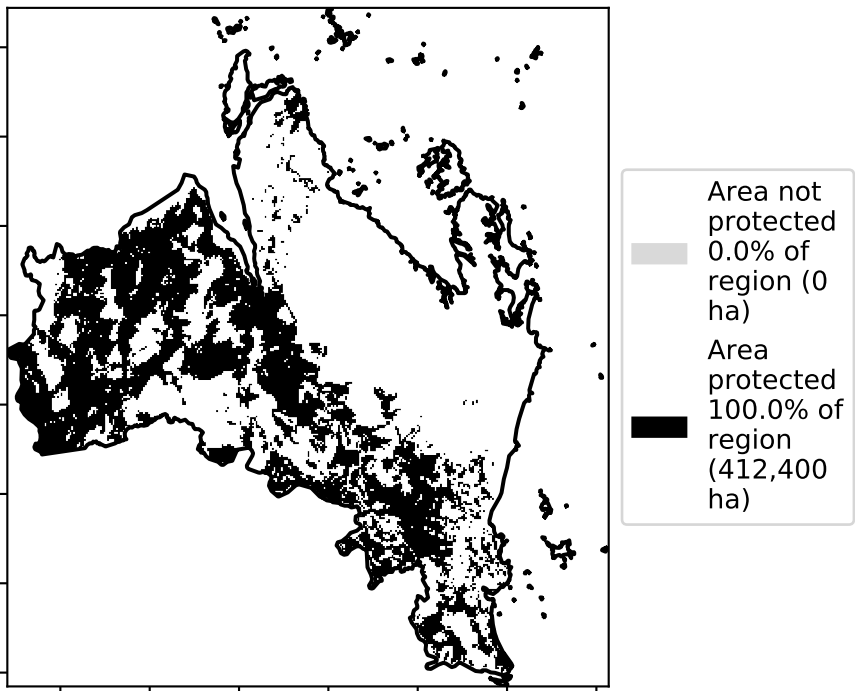 Area not
protected
0.0% of
region (0
ha)
Area
protected
100.0% of
region
(412,400
ha)